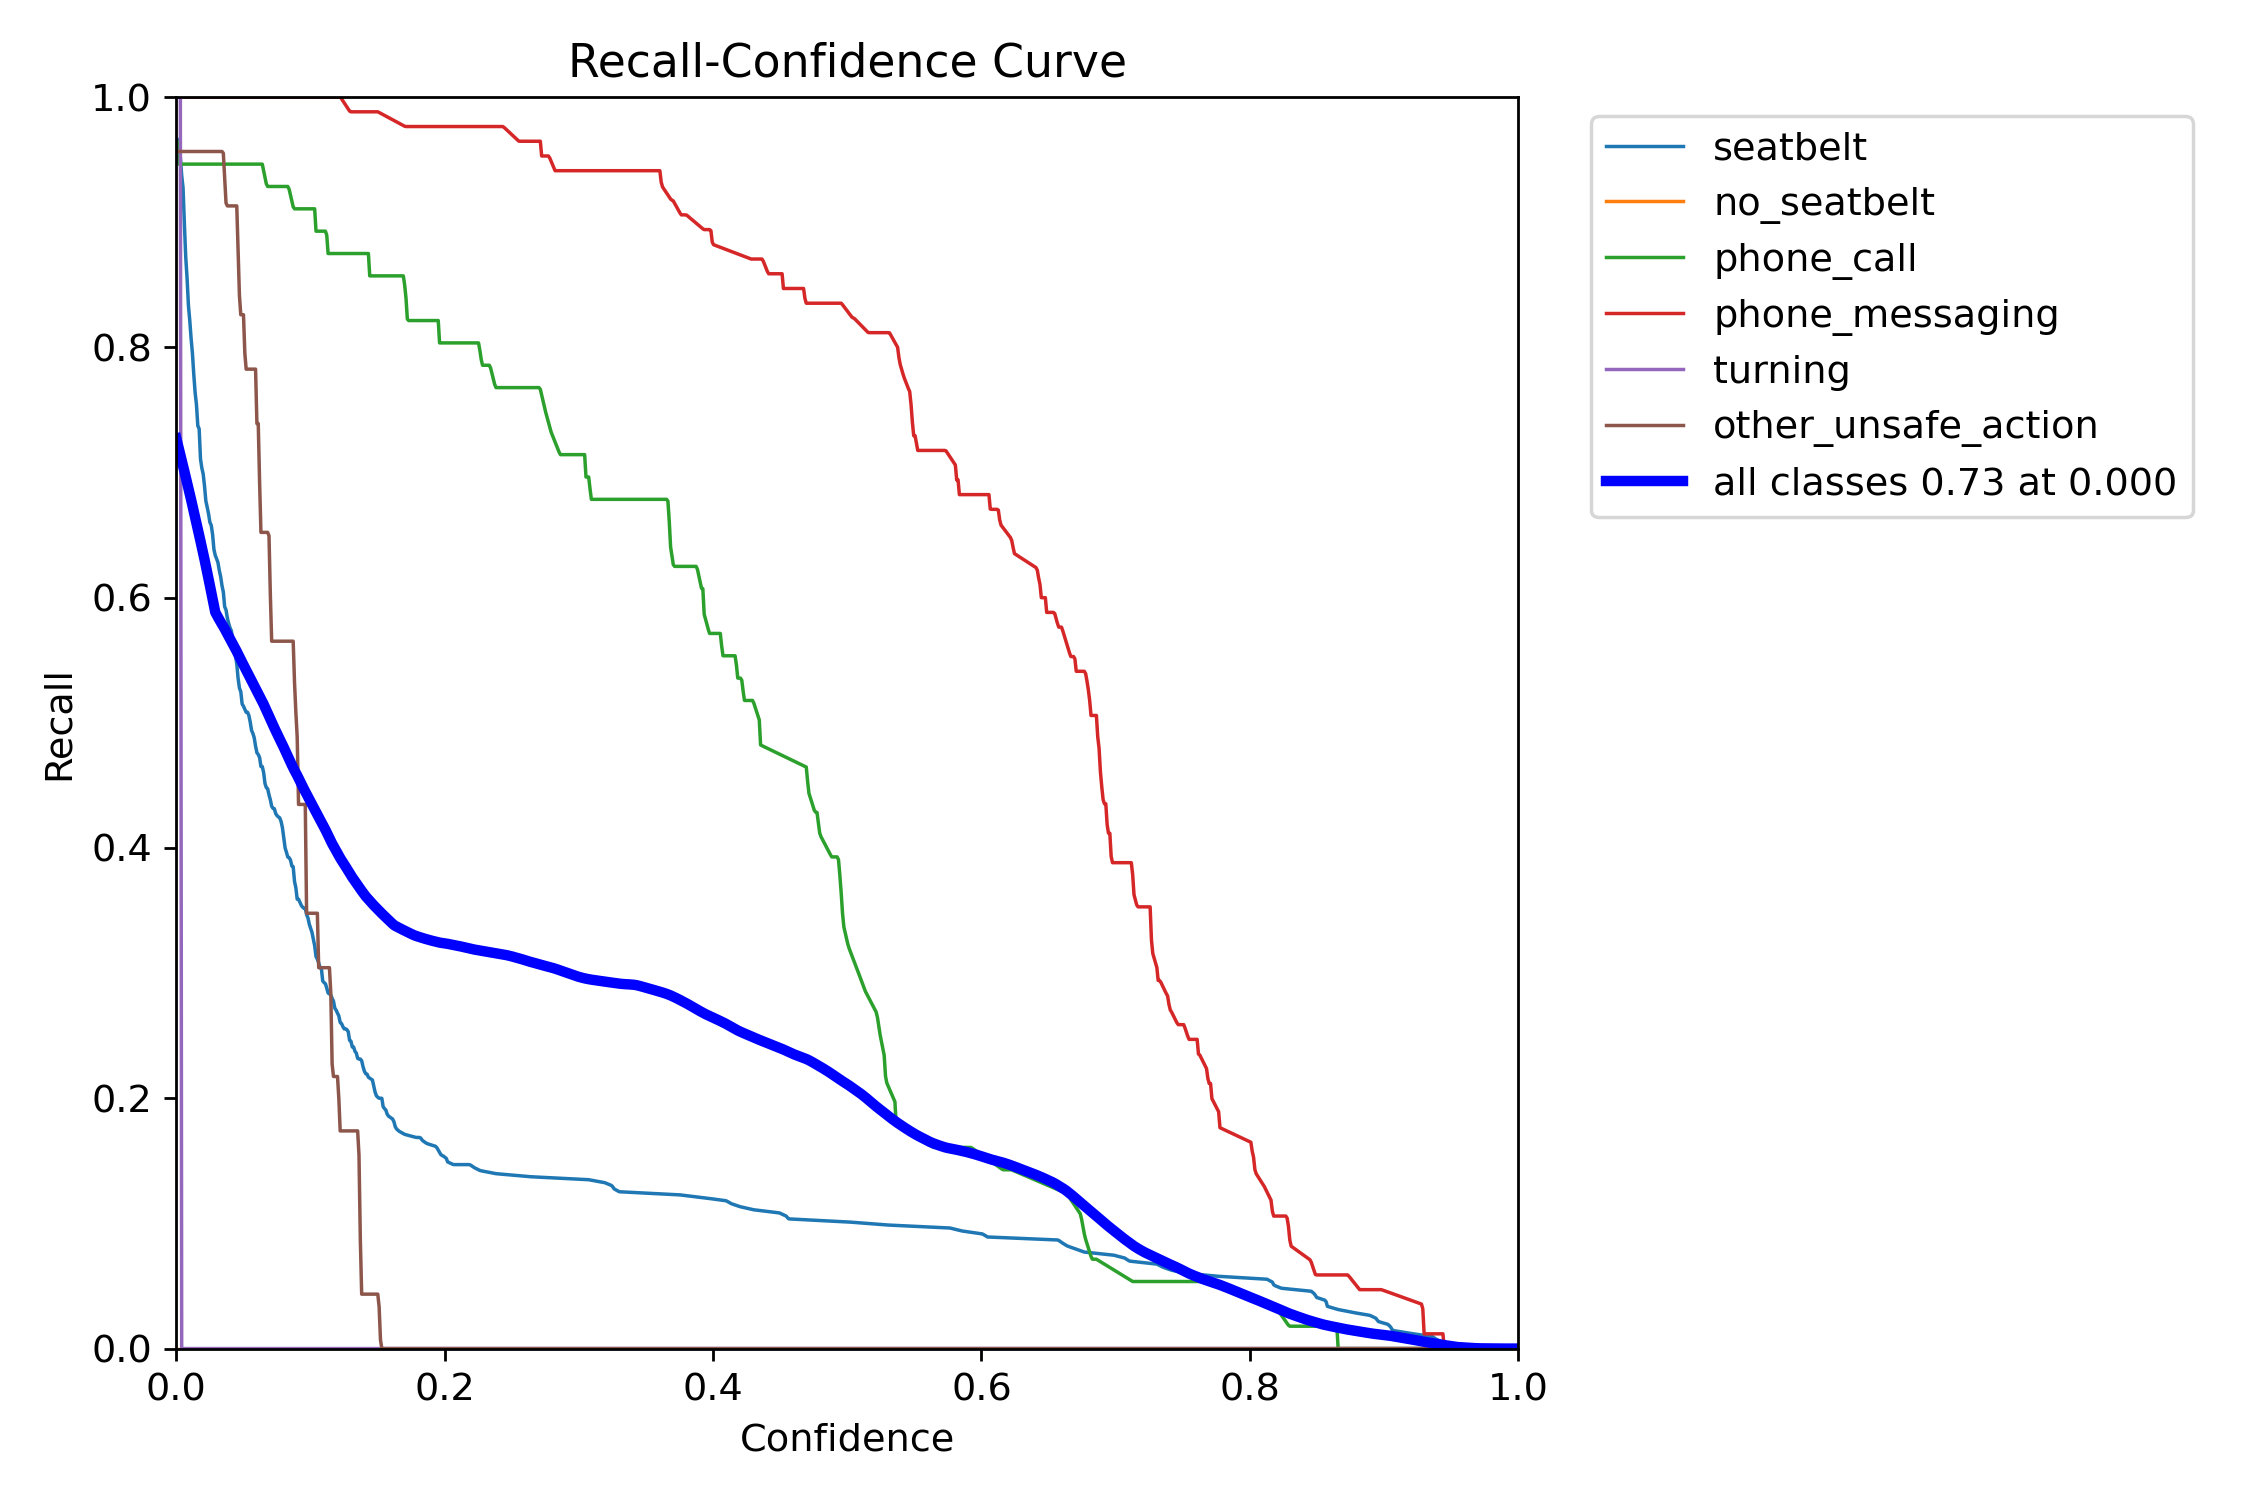 Recall-Confidence Curve
1.0
0.8
0.6
0.4
0.2
0.0
Recall
0.0 0.2 0.4 0.6 0.8 1.0
Confidence
seatbelt
no_seatbelt
phone_call
phone_messaging
turning
other_unsafe_action
all classes 0.73 at 0.000